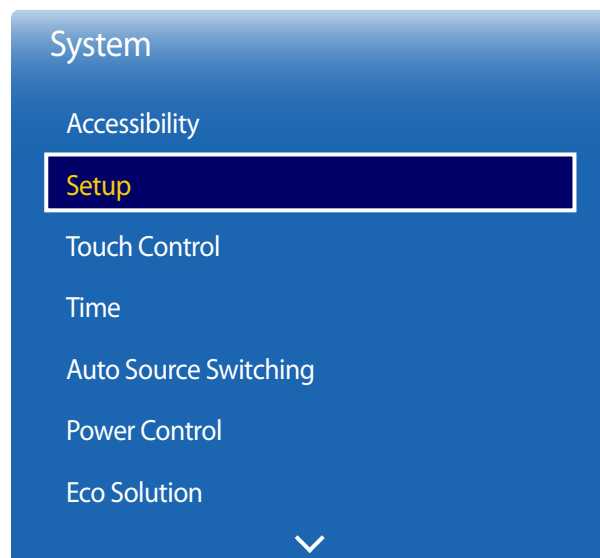 System
Accessibility
Setup
Touch Control
Time
Auto Source Switching
Power Control
Eco Solution